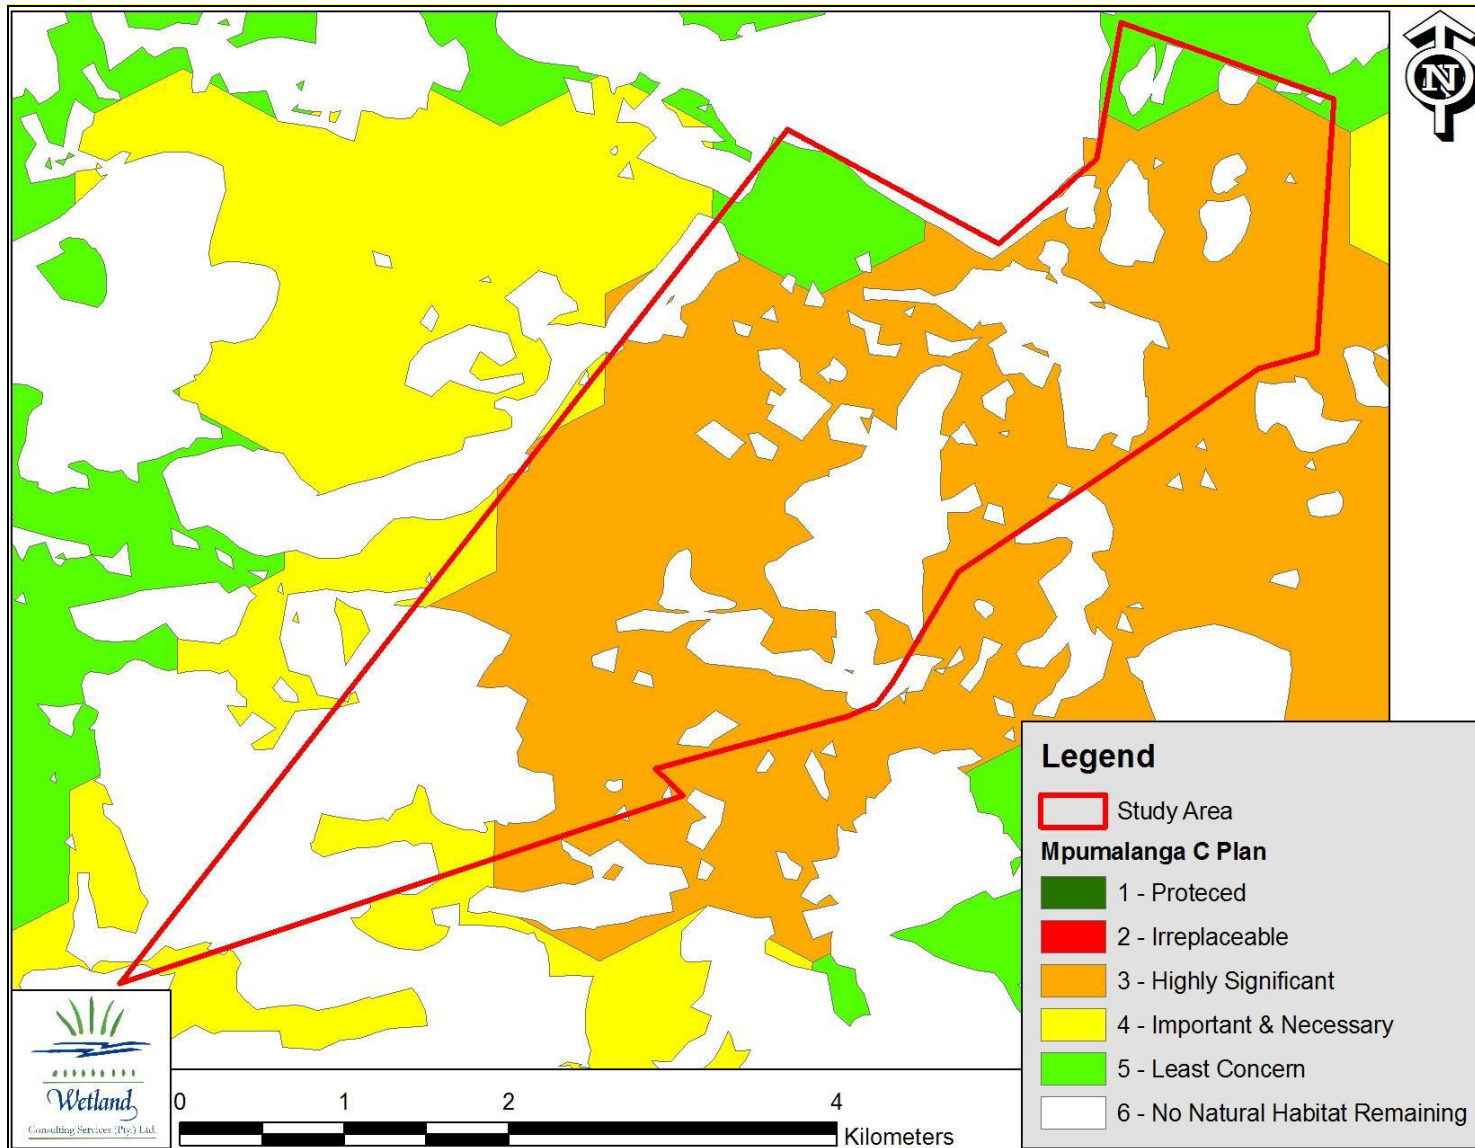 N
Legend
Study Area
Mpumalanga C Plan
1 - Proteced
2 - Irreplaceable
3 - Highly Significant
4 - Important & Necessary
5 - Least Concern
6 - No Natural Habitat Remaining
Wetland
Consulting Services (Pty.) Ltd.
0 1 2 4
Kilometers